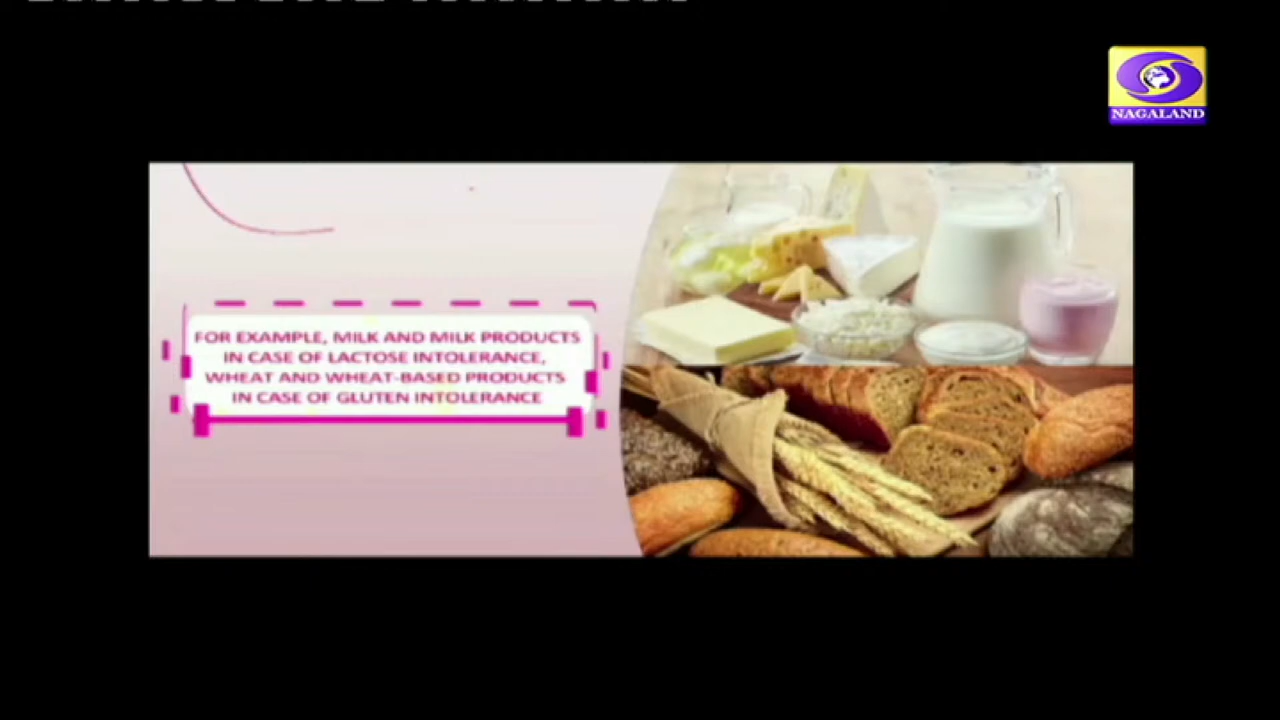 NAGALAND
FOR EXAMPLE, MILK AND MILK PRODUCTS
IN CASE OF LACTOSE INTOLERANCE,
WHEAT AND WHEAT-BASED PRODUCTS
IN CASE OF GLUTEN INTOLERANCE